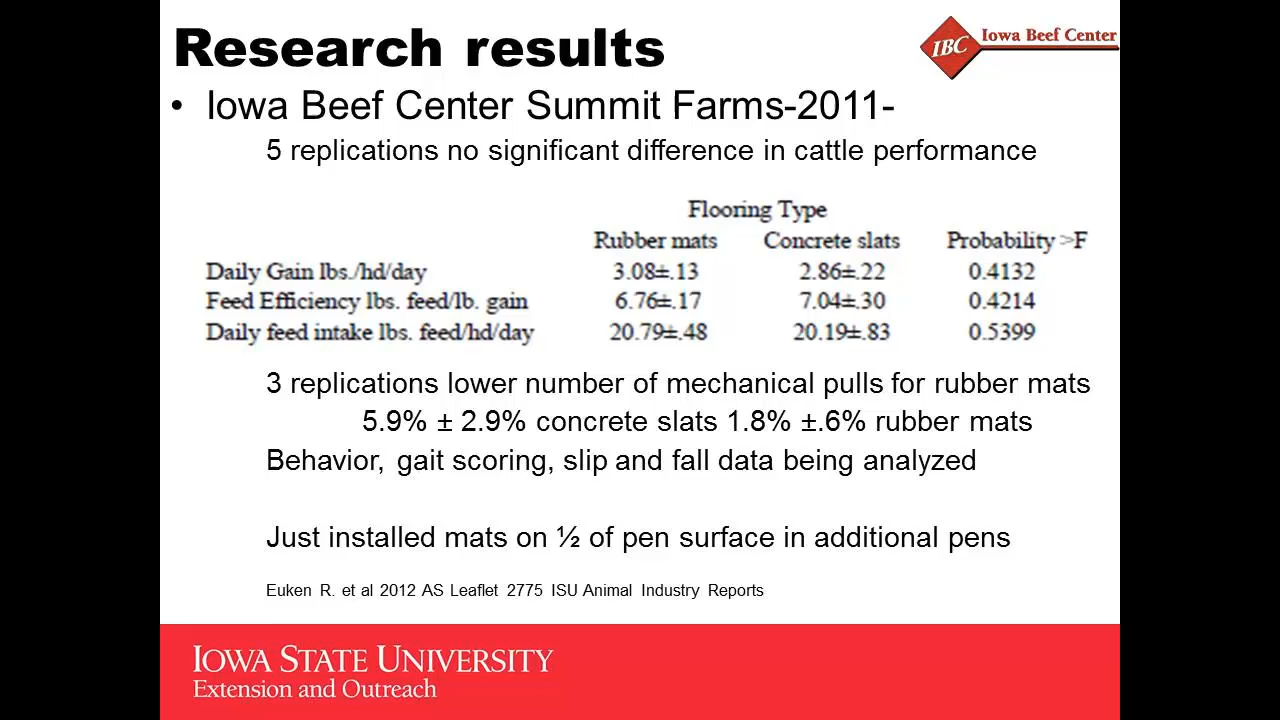 Research results
IBC Iowa Beef Center
• Iowa Beef Center Summit Farms-2011-
5 replications no significant difference in cattle performance
Flooring Type
Rubber mats Concrete slats Probability >F
Daily Gain lbs./hd/day 3.08±.13 2.86±.22 0.4132
Feed Efficiency lbs. feed/lb. gain 6.76±.17 7.04±.30 0.4214
Daily feed intake lbs. feed/hd/day 20.79±.48 20.19±.83 0.5399
3 replications lower number of mechanical pulls for rubber mats
5.9% ± 2.9% concrete slats 1.8% ±.6% rubber mats
Behavior, gait scoring, slip and fall data being analyzed
Just installed mats on ½ of pen surface in additional pens
Euken R. et al 2012 AS Leaflet 2775 ISU Animal Industry Reports
IOWA STATE UNIVERSITY
Extension and Outreach